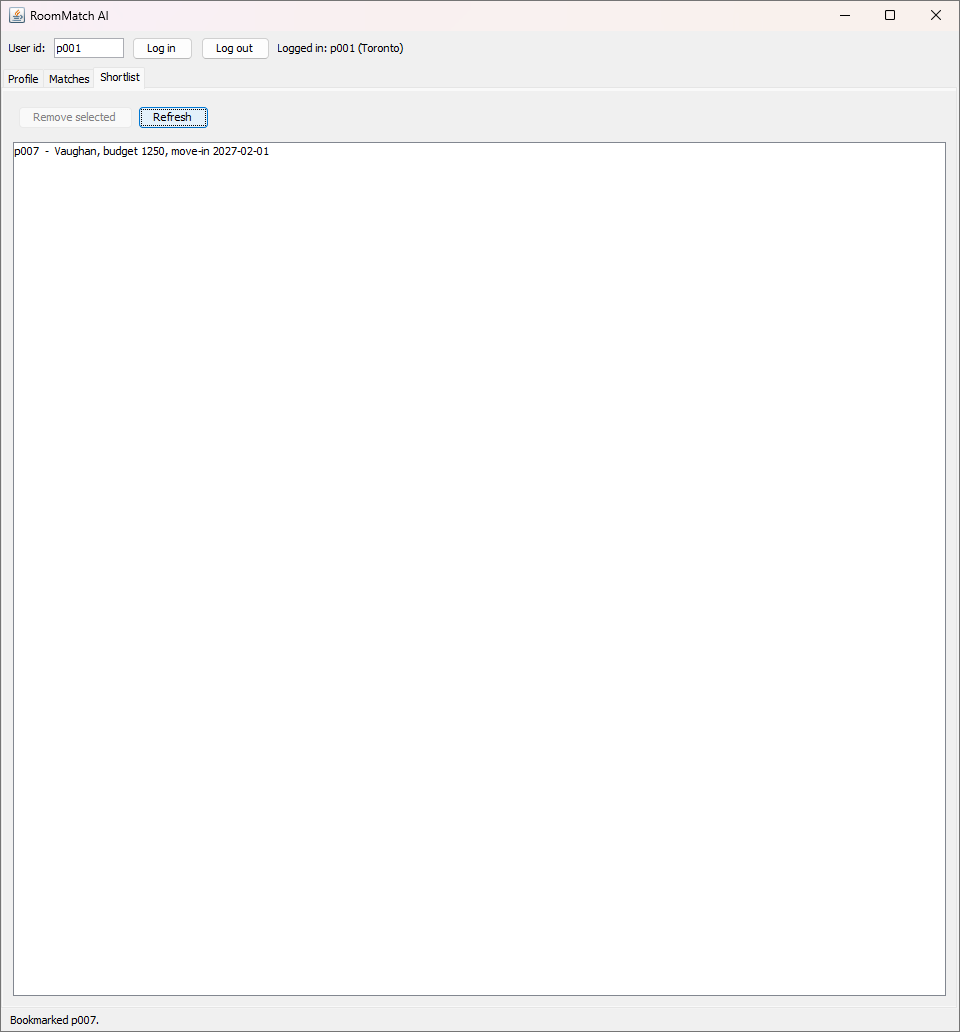 RoomMatch AI
User id: p001 Log in Log out Logged in: p001 (Toronto)
Profile Matches Shortlist
Remove selected Refresh
p007 - Vaughan, budget 1250, move-in 2027-02-01
Bookmarked p007.